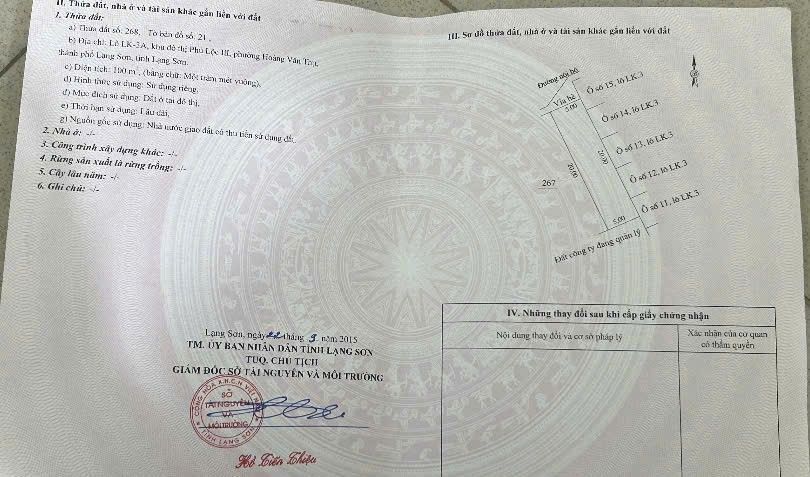 II. Thửa đất, nhà ở và tài sản khác gắn liền với đất
1. Thửa đất:
a) Thửa đất số: 268, Tờ bản đồ số: 21,
b) Địa chỉ: Lô LK-3A, khu đô thị Phú Lộc III, phường Hoàng Văn Thụ,
thành phố Lạng Sơn, tỉnh Lạng Sơn.
c) Diện tích: 100 m², (bằng chữ: Một trăm mét vuông),
d) Hình thức sử dụng: Sử dụng riêng,
đ) Mục đích sử dụng: Đất ở tại đô thị,
e) Thời hạn sử dụng: Lâu dài,
g) Nguồn gốc sử dụng: Nhà nước giao đất có thu tiền sử dụng đất.
2. Nhà ở: -/-
3. Công trình xây dựng khác: -/-
4. Rừng sản xuất là rừng trồng: -/-
5. Cây lâu năm: -/-
6. Ghi chú: -/-
Lạng Sơn, ngày 22 tháng 9 năm 2015
TM. ỦY BAN NHÂN DÂN TỈNH LẠNG SƠN
TUQ. CHỦ TỊCH
GIÁM ĐỐC SỞ TÀI NGUYÊN VÀ MÔI TRƯỜNG
CỘNG HÒA X.H.C.N VIỆT NAM
SỞ
TÀI NGUYÊN
VÀ
MÔI TRƯỜNG
TỈNH LẠNG SƠN
Hồ Tiến Thiệu
III. Sơ đồ thửa đất, nhà ở và tài sản khác gắn liền với đất
Đường nội bộ
Vỉa hè
5.00
Ô số 15, lô LK.3
Ô số 14, lô LK.3
Ô số 13, lô LK.3
Ô số 12, lô LK.3
Ô số 11, lô LK.3
20.00
20.00
267
5.00
Đất công ty đang quản lý
IV. Những thay đổi sau khi cấp giấy chứng nhận
Nội dung thay đổi và cơ sở pháp lý
Xác nhận của cơ quan
có thẩm quyền